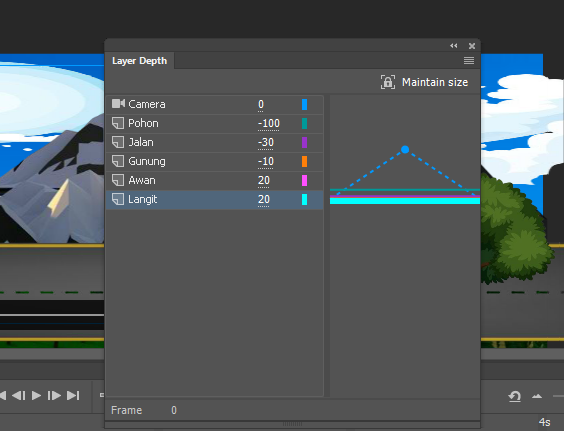 Layer Depth
Maintain size
Camera 0
Pohon -100
Jalan -30
Gunung -10
Awan 20
Langit 20
Frame 0
4s